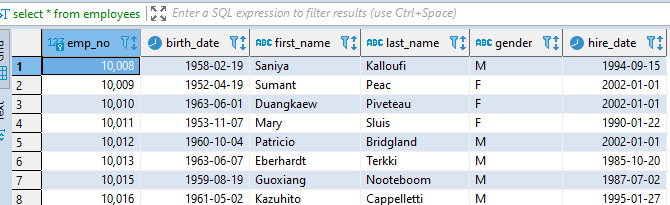 select * from employees Enter a SQL expression to filter results (use Ctrl+Space)
123 emp_no birth_date ABC first_name ABC last_name ABC gender hire_date
1 10,008 1958-02-19 Saniya Kalloufi M 1994-09-15
2 10,009 1952-04-19 Sumant Peac F 2002-01-01
3 10,010 1963-06-01 Duangkaew Piveteau F 2002-01-01
4 10,011 1953-11-07 Mary Sluis F 1990-01-22
5 10,012 1960-10-04 Patricio Bridgland M 2002-01-01
6 10,013 1963-06-07 Eberhardt Terkki M 1985-10-20
7 10,015 1959-08-19 Guoxiang Nooteboom M 1987-07-02
8 10,016 1961-05-02 Kazuhito Cappelletti M 1995-01-27